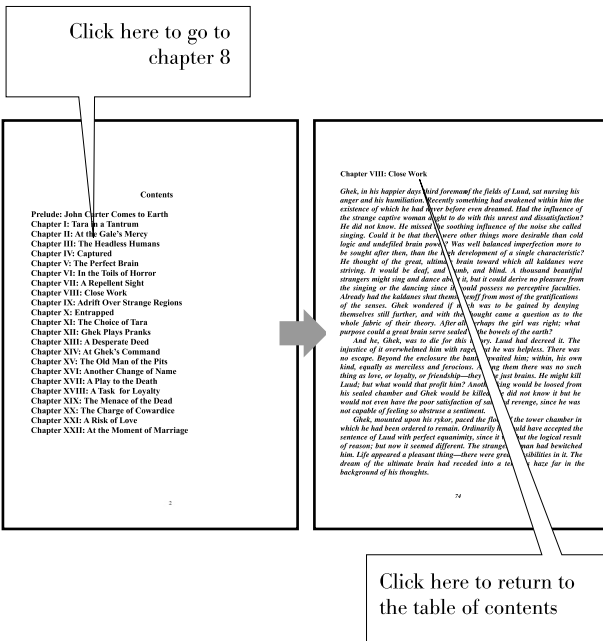 Click here to go to
chapter 8
Contents
Prelude: John Carter Comes to Earth
Chapter I: Tara in a Tantrum
Chapter II: At the Gale's Mercy
Chapter III: The Headless Humans
Chapter IV: Captured
Chapter V: The Perfect Brain
Chapter VI: In the Toils of Horror
Chapter VII: A Repellent Sight
Chapter VIII: Close Work
Chapter IX: Adrift Over Strange Regions
Chapter X: Entrapped
Chapter XI: The Choice of Tara
Chapter XII: Ghek Plays Pranks
Chapter XIII: A Desperate Deed
Chapter XIV: At Ghek's Command
Chapter XV: The Old Man of the Pits
Chapter XVI: Another Change of Name
Chapter XVII: A Play to the Death
Chapter XVIII: A Task for Loyalty
Chapter XIX: The Menace of the Dead
Chapter XX: The Charge of Cowardice
Chapter XXI: A Risk of Love
Chapter XXII: At the Moment of Marriage
2
Chapter VIII: Close Work
Ghek, in his happier days third foreman of the fields of Luud, sat nursing his
anger and his humiliation. Recently something had awakened within him the
existence of which he had never before even dreamed. Had the influence of
the strange captive woman aught to do with this unrest and dissatisfaction?
He did not know. He missed the soothing influence of the noise she called
singing. Could it be that there were other things more desirable than cold
logic and undefiled brain power? Was well balanced imperfection more to
be sought after then, than the high development of a single characteristic?
He thought of the great, ultimate brain toward which all kaldanes were
striving. It would be deaf, and dumb, and blind. A thousand beautiful
strangers might sing and dance about it, but it could derive no pleasure from
the singing or the dancing since it would possess no perceptive faculties.
Already had the kaldanes shut themselves off from most of the gratifications
of the senses. Ghek wondered if much was to be gained by denying
themselves still further, and with the thought came a question as to the
whole fabric of their theory. After all perhaps the girl was right; what
purpose could a great brain serve sealed in the bowels of the earth?
And he, Ghek, was to die for this theory. Luud had decreed it. The
injustice of it overwhelmed him with rage. But he was helpless. There was
no escape. Beyond the enclosure the banths awaited him; within, his own
kind, equally as merciless and ferocious. Among them there was no such
thing as love, or loyalty, or friendship—they were just brains. He might kill
Luud; but what would that profit him? Another king would be loosed from
his sealed chamber and Ghek would be killed. He did not know it but he
would not even have the poor satisfaction of satisfied revenge, since he was
not capable of feeling so abstruse a sentiment.
Ghek, mounted upon his rykor, paced the floor of the tower chamber in
which he had been ordered to remain. Ordinarily he would have accepted the
sentence of Luud with perfect equanimity, since it was but the logical result
of reason; but now it seemed different. The strange woman had bewitched
him. Life appeared a pleasant thing—there were great possibilities in it. The
dream of the ultimate brain had receded into a tenuous haze far in the
background of his thoughts.
74
Click here to return to
the table of contents